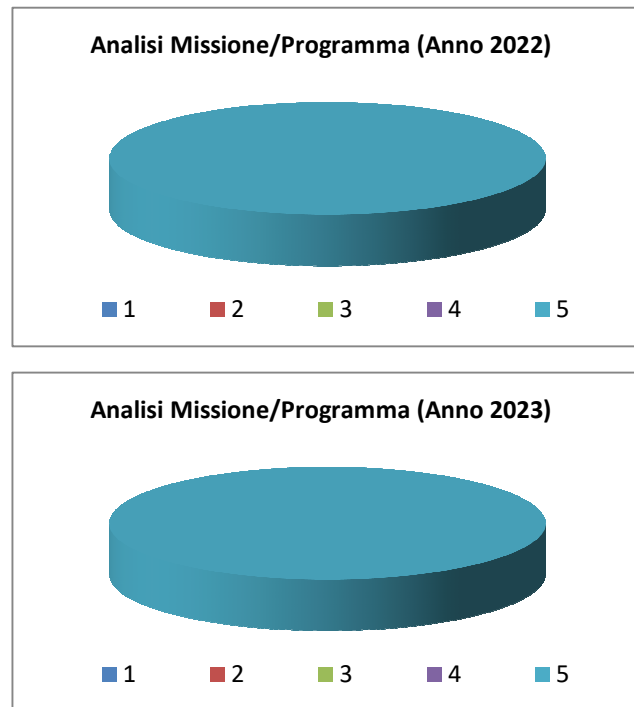 Analisi Missione/Programma (Anno 2022)
1 2 3 4 5
Analisi Missione/Programma (Anno 2023)
1 2 3 4 5